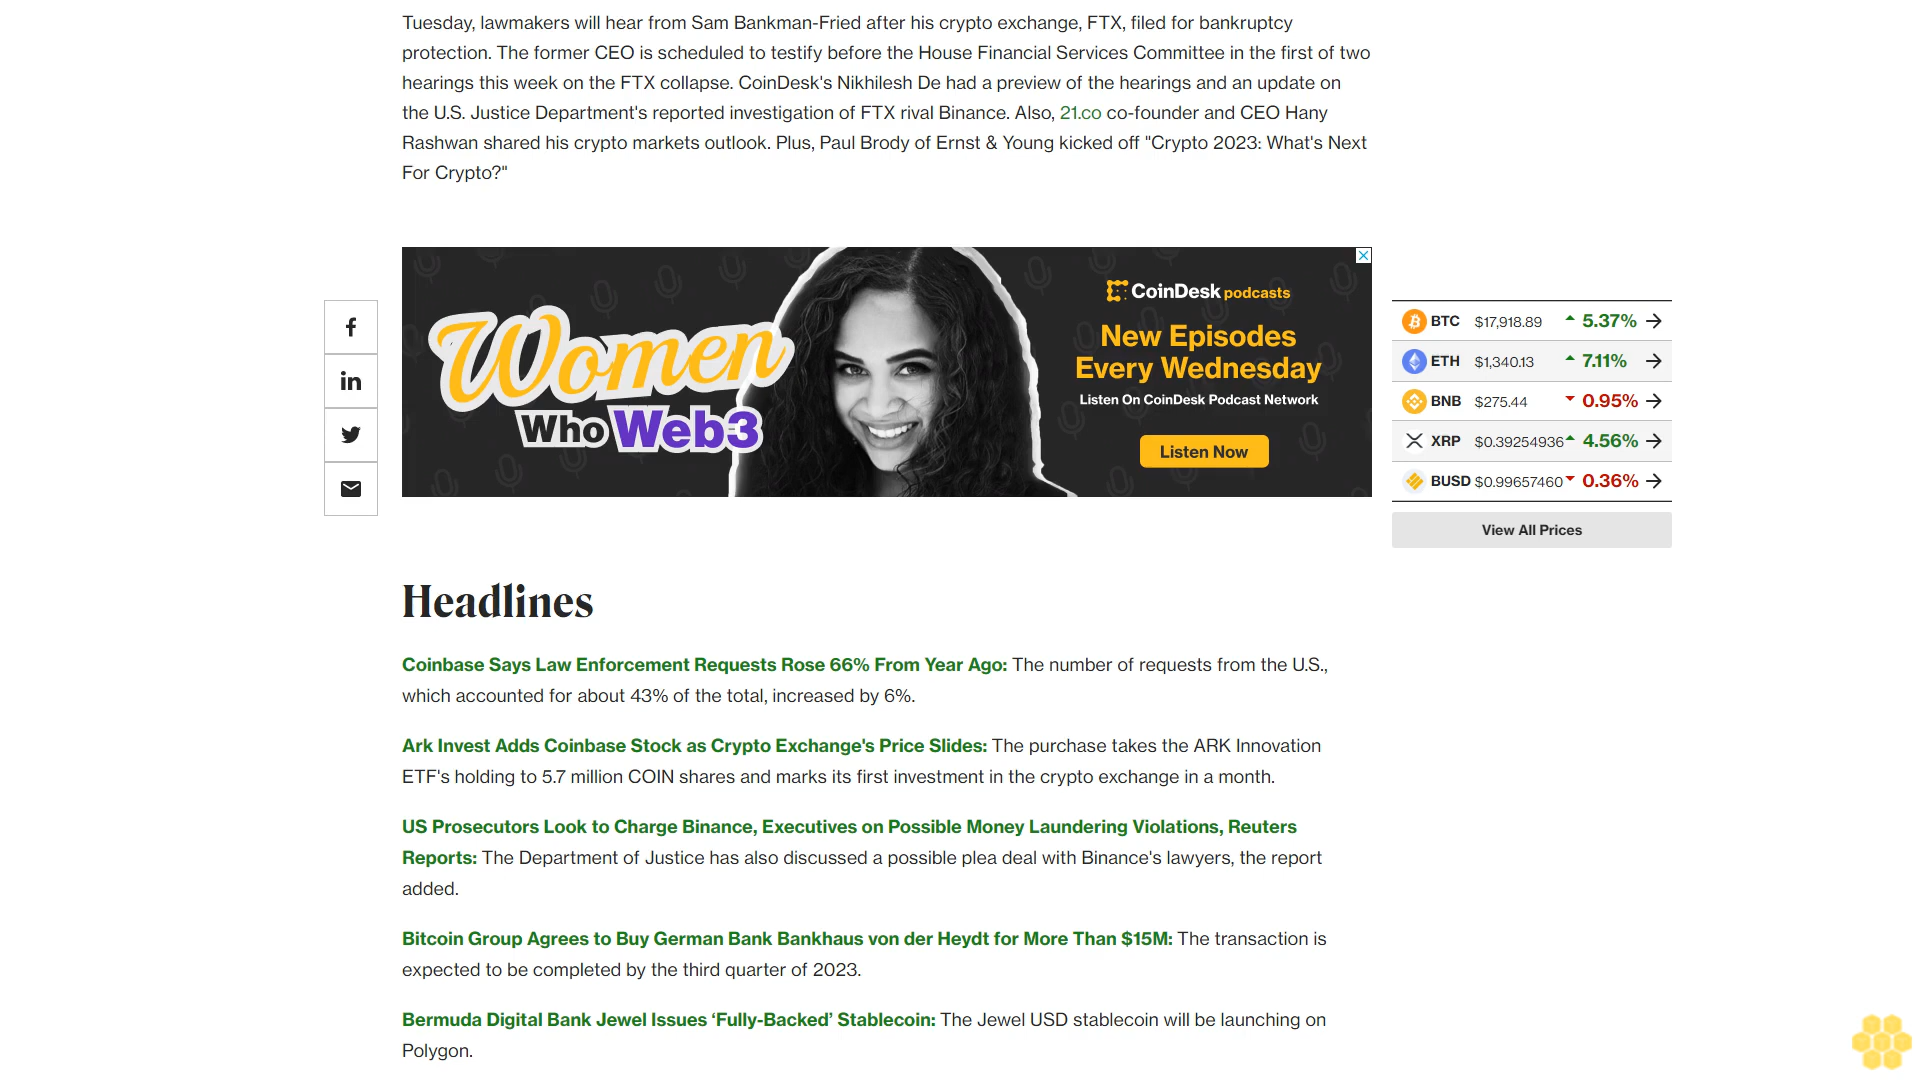 Tuesday, lawmakers will hear from Sam Bankman-Fried after his crypto exchange, FTX, filed for bankruptcy
protection. The former CEO is scheduled to testify before the House Financial Services Committee in the first of two
hearings this week on the FTX collapse. CoinDesk's Nikhilesh De had a preview of the hearings and an update on
the U.S. Justice Department's reported investigation of FTX rival Binance. Also, 21.co co-founder and CEO Hany
Rashwan shared his crypto markets outlook. Plus, Paul Brody of Ernst & Young kicked off "Crypto 2023: What's Next
For Crypto?"
Women
Who Web3
CoinDesk podcasts
New Episodes
Every Wednesday
Listen On CoinDesk Podcast Network
Listen Now
BTC $17,918.89 5.37%
ETH $1,340.13 7.11%
BNB $275.44 0.95%
XRP $0.39254936 4.56%
BUSD $0.99657460 0.36%
View All Prices
Headlines
Coinbase Says Law Enforcement Requests Rose 66% From Year Ago: The number of requests from the U.S.,
which accounted for about 43% of the total, increased by 6%.
Ark Invest Adds Coinbase Stock as Crypto Exchange's Price Slides: The purchase takes the ARK Innovation
ETF's holding to 5.7 million COIN shares and marks its first investment in the crypto exchange in a month.
US Prosecutors Look to Charge Binance, Executives on Possible Money Laundering Violations, Reuters
Reports: The Department of Justice has also discussed a possible plea deal with Binance's lawyers, the report
added.
Bitcoin Group Agrees to Buy German Bank Bankhaus von der Heydt for More Than $15M: The transaction is
expected to be completed by the third quarter of 2023.
Bermuda Digital Bank Jewel Issues ‘Fully-Backed’ Stablecoin: The Jewel USD stablecoin will be launching on
Polygon.